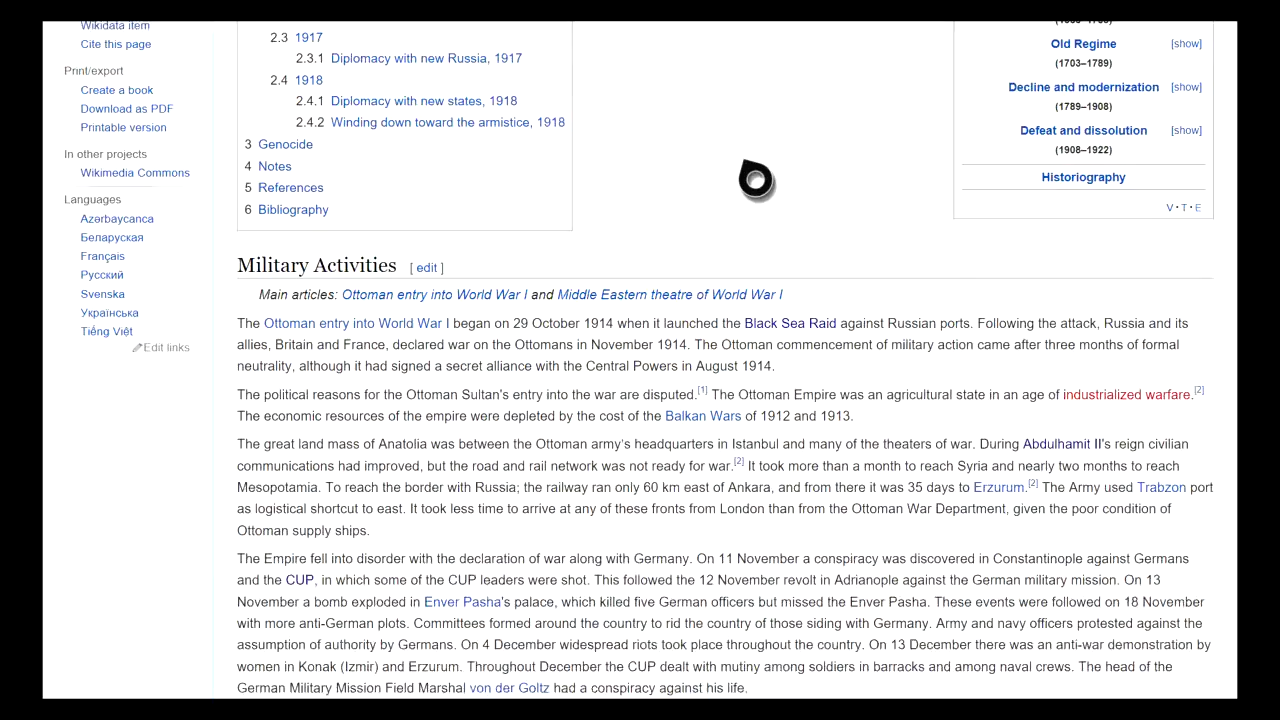 Wikidata item
Cite this page
Print/export
Create a book
Download as PDF
Printable version
In other projects
Wikimedia Commons
Languages
Azərbaycanca
Беларуская
Français
Русский
Svenska
Українська
Tiếng Việt
Edit links
2.3 1917
2.3.1 Diplomacy with new Russia, 1917
2.4 1918
2.4.1 Diplomacy with new states, 1918
2.4.2 Winding down toward the armistice, 1918
3 Genocide
4 Notes
5 References
6 Bibliography
Old Regime [show]
(1703–1789)
Decline and modernization [show]
(1789–1908)
Defeat and dissolution [show]
(1908–1922)
Historiography
V · T · E
Military Activities [ edit ]
Main articles: Ottoman entry into World War I and Middle Eastern theatre of World War I
The Ottoman entry into World War I began on 29 October 1914 when it launched the Black Sea Raid against Russian ports. Following the attack, Russia and its
allies, Britain and France, declared war on the Ottomans in November 1914. The Ottoman commencement of military action came after three months of formal
neutrality, although it had signed a secret alliance with the Central Powers in August 1914.
The political reasons for the Ottoman Sultan's entry into the war are disputed.[1] The Ottoman Empire was an agricultural state in an age of industrialized warfare.[2]
The economic resources of the empire were depleted by the cost of the Balkan Wars of 1912 and 1913.
The great land mass of Anatolia was between the Ottoman army's headquarters in Istanbul and many of the theaters of war. During Abdulhamit II's reign civilian
communications had improved, but the road and rail network was not ready for war.[2] It took more than a month to reach Syria and nearly two months to reach
Mesopotamia. To reach the border with Russia; the railway ran only 60 km east of Ankara, and from there it was 35 days to Erzurum.[2] The Army used Trabzon port
as logistical shortcut to east. It took less time to arrive at any of these fronts from London than from the Ottoman War Department, given the poor condition of
Ottoman supply ships.
The Empire fell into disorder with the declaration of war along with Germany. On 11 November a conspiracy was discovered in Constantinople against Germans
and the CUP, in which some of the CUP leaders were shot. This followed the 12 November revolt in Adrianople against the German military mission. On 13
November a bomb exploded in Enver Pasha's palace, which killed five German officers but missed the Enver Pasha. These events were followed on 18 November
with more anti-German plots. Committees formed around the country to rid the country of those siding with Germany. Army and navy officers protested against the
assumption of authority by Germans. On 4 December widespread riots took place throughout the country. On 13 December there was an anti-war demonstration by
women in Konak (Izmir) and Erzurum. Throughout December the CUP dealt with mutiny among soldiers in barracks and among naval crews. The head of the
German Military Mission Field Marshal von der Goltz had a conspiracy against his life.